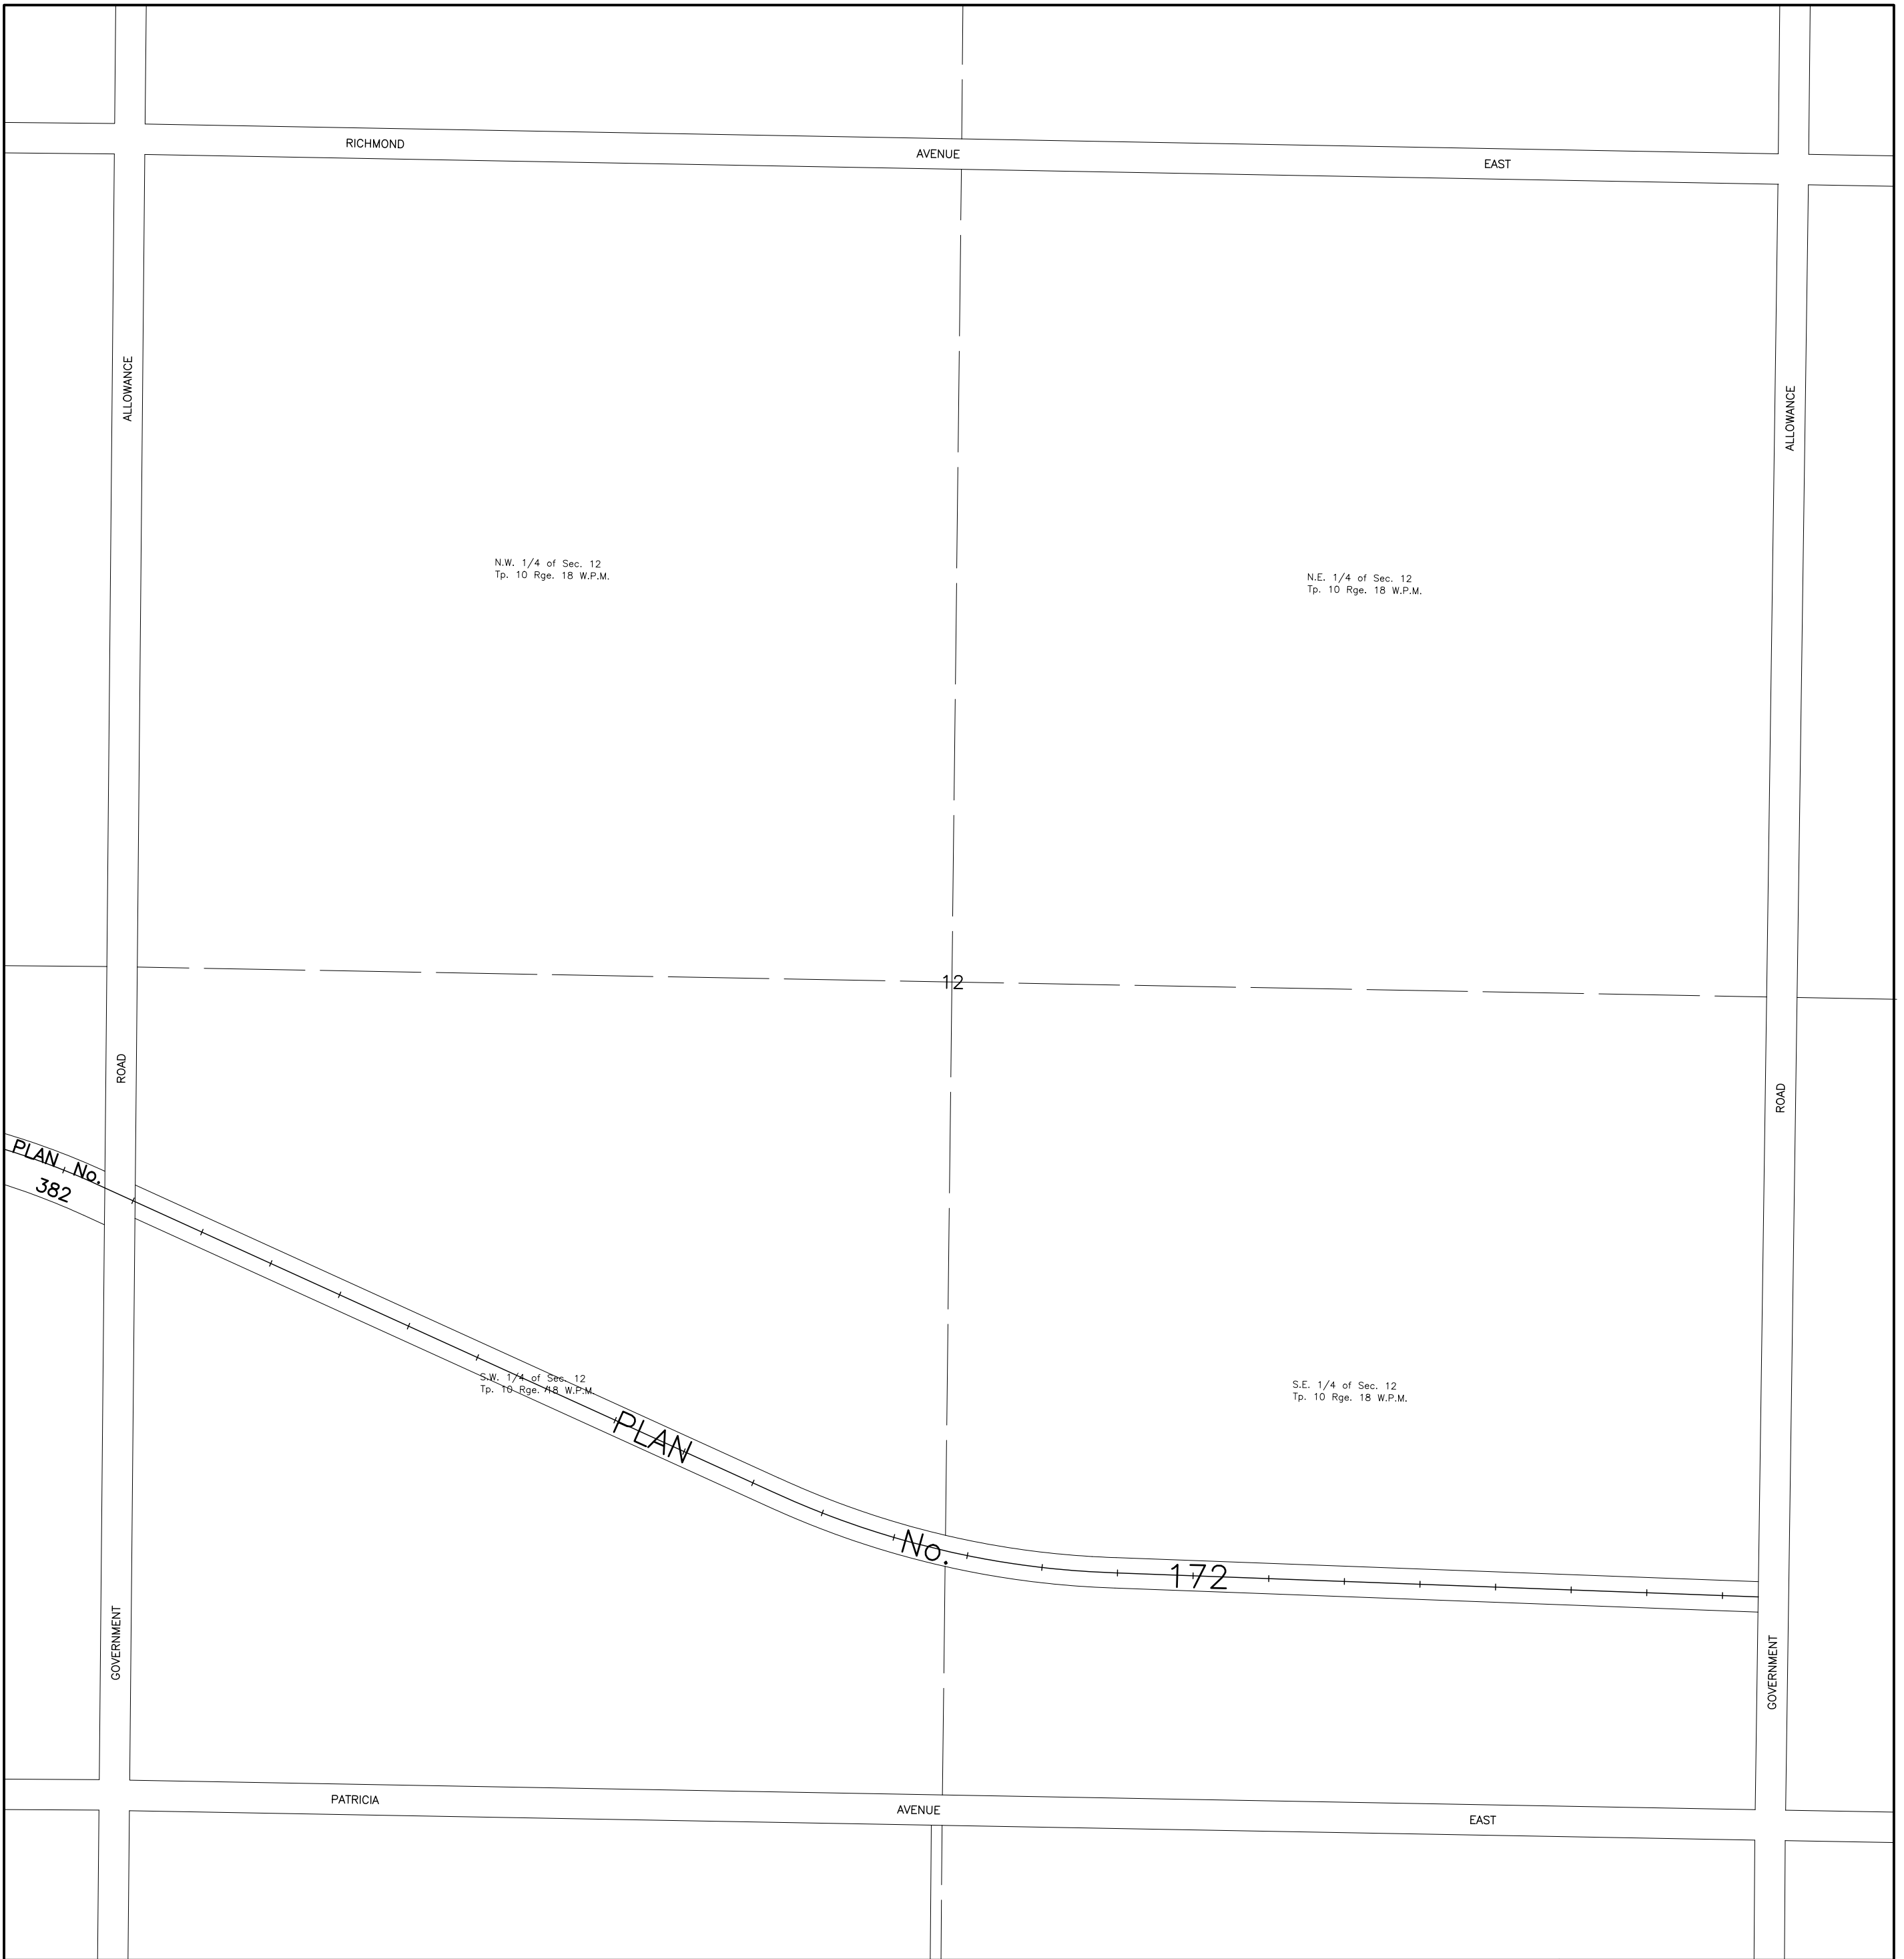 RICHMOND AVENUE EAST
ALLOWANCE
ALLOWANCE
N.W. 1/4 of Sec. 12
Tp. 10 Rge. 18 W.P.M.
N.E. 1/4 of Sec. 12
Tp. 10 Rge. 18 W.P.M.
12
ROAD
ROAD
PLAN No.
382
S.W. 1/4 of Sec. 12
Tp. 10 Rge. 18 W.P.M.
S.E. 1/4 of Sec. 12
Tp. 10 Rge. 18 W.P.M.
PLAN No. 172
GOVERNMENT
GOVERNMENT
PATRICIA AVENUE EAST